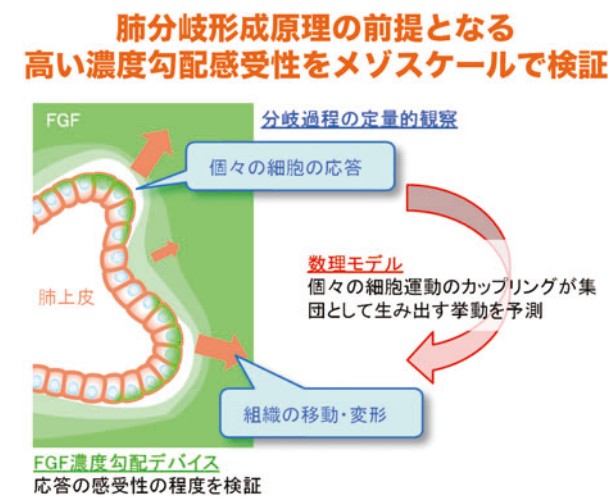 肺分岐形成原理の前提となる
高い濃度勾配感受性をメゾスケールで検証
FGF
分岐過程の定量的観察
個々の細胞の応答
数理モデル
個々の細胞運動のカップリングが集
団として生み出す挙動を予測
肺上皮
組織の移動・変形
FGF濃度勾配デバイス
応答の感受性の程度を検証